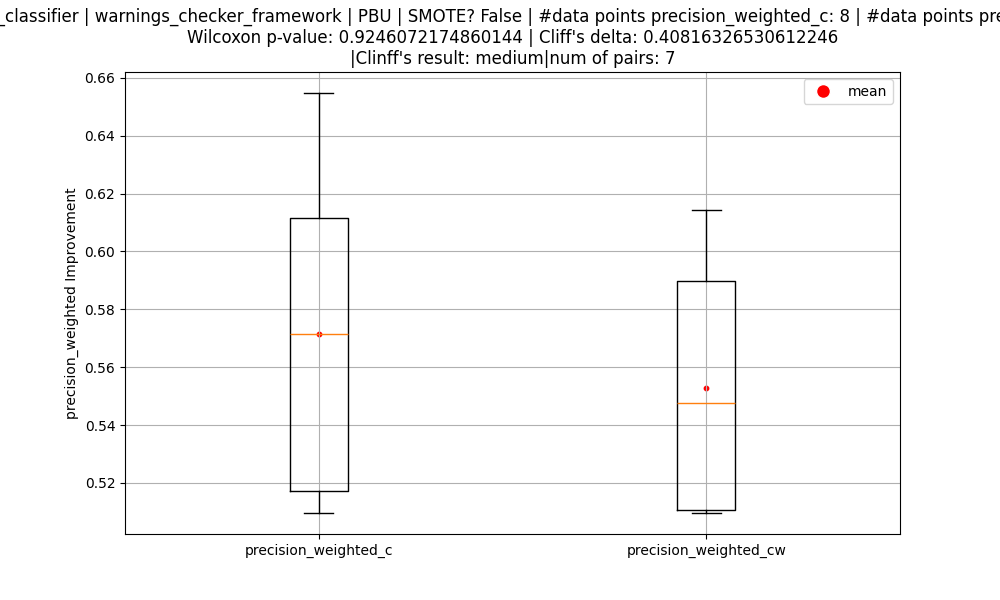 _classifier | warnings_checker_framework | PBU | SMOTE? False | #data points precision_weighted_c: 8 | #data points
Wilcoxon p-value: 0.9246072174860144 | Cliff's delta: 0.40816326530612246
|Clinff's result: medium|num of pairs: 7
mean
precision_weighted Improvement
0.66
0.64
0.62
0.60
0.58
0.56
0.54
0.52
precision_weighted_c
precision_weighted_cw